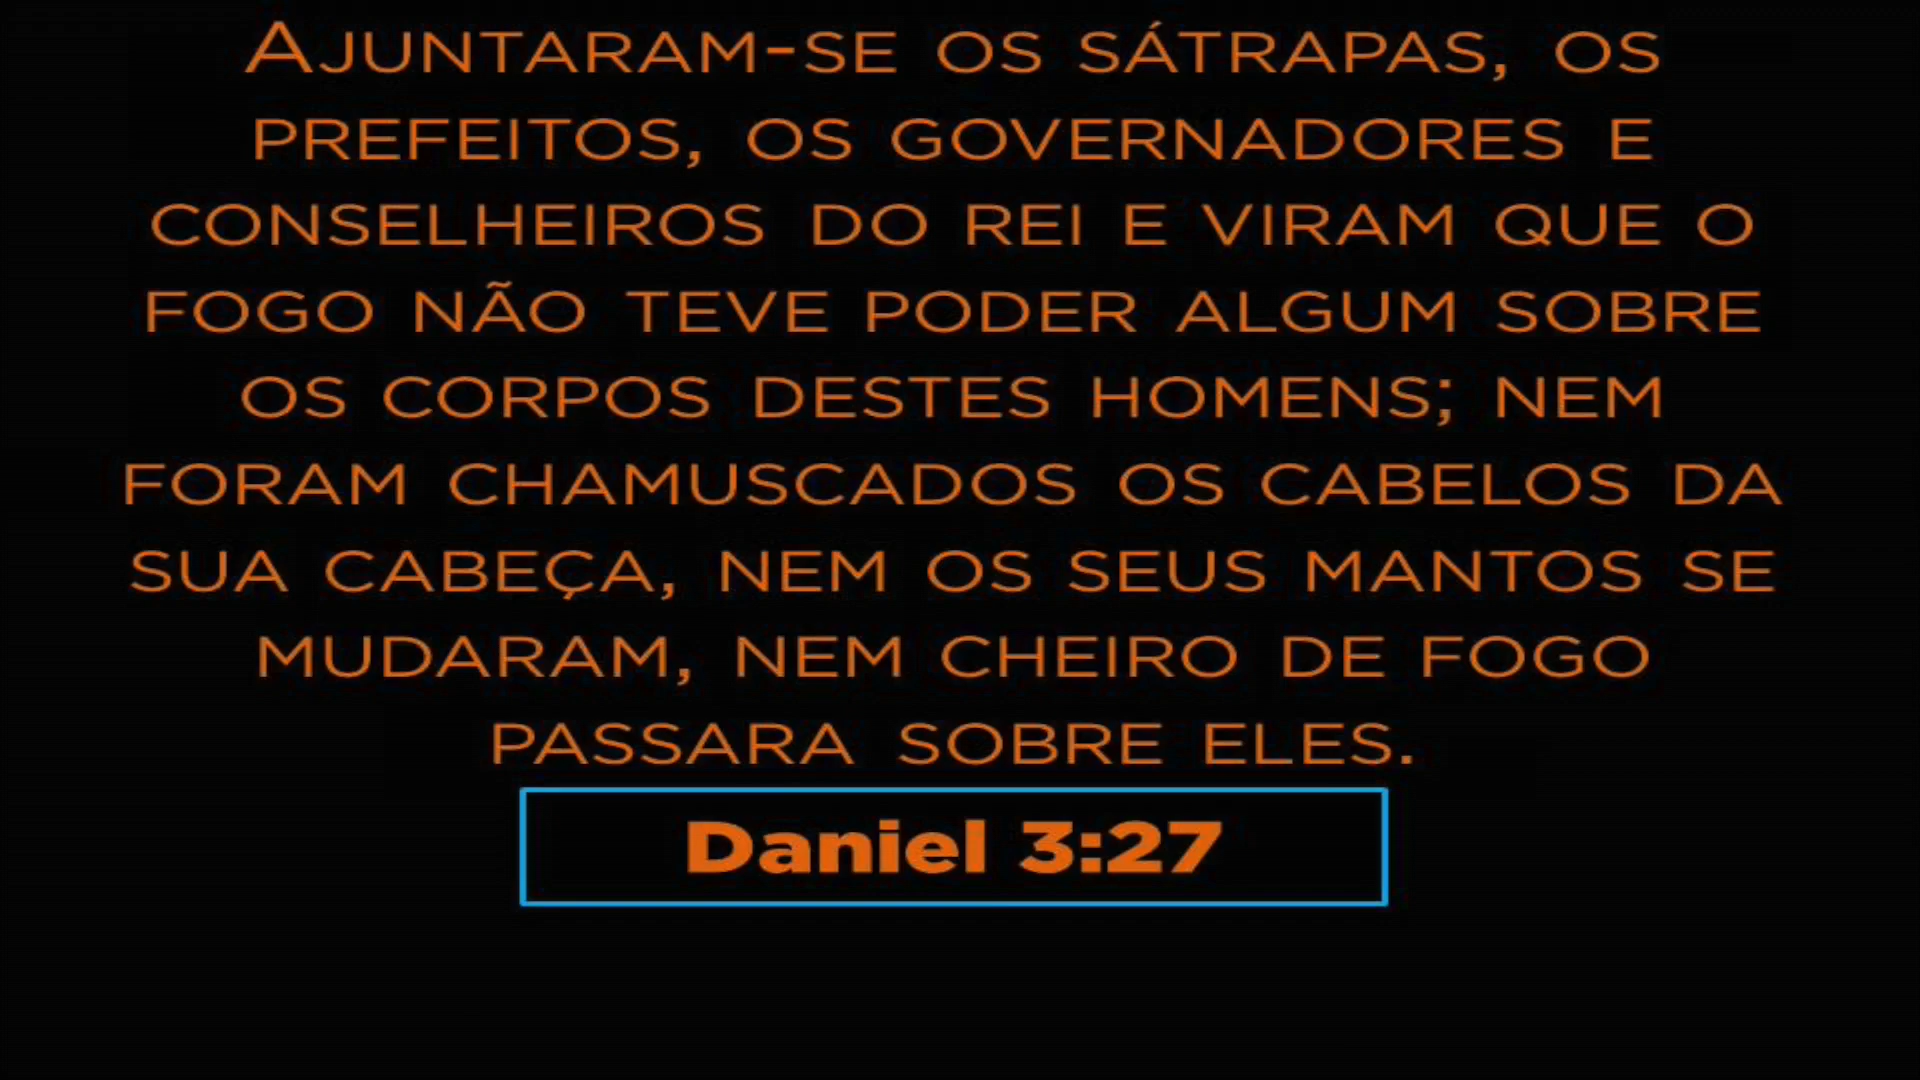 Ajuntaram-se os sátrapas, os
prefeitos, os governadores e
conselheiros do rei e viram que o
fogo não teve poder algum sobre
os corpos destes homens; nem
foram chamuscados os cabelos da
sua cabeça, nem os seus mantos se
mudaram, nem cheiro de fogo
passara sobre eles.
Daniel 3:27